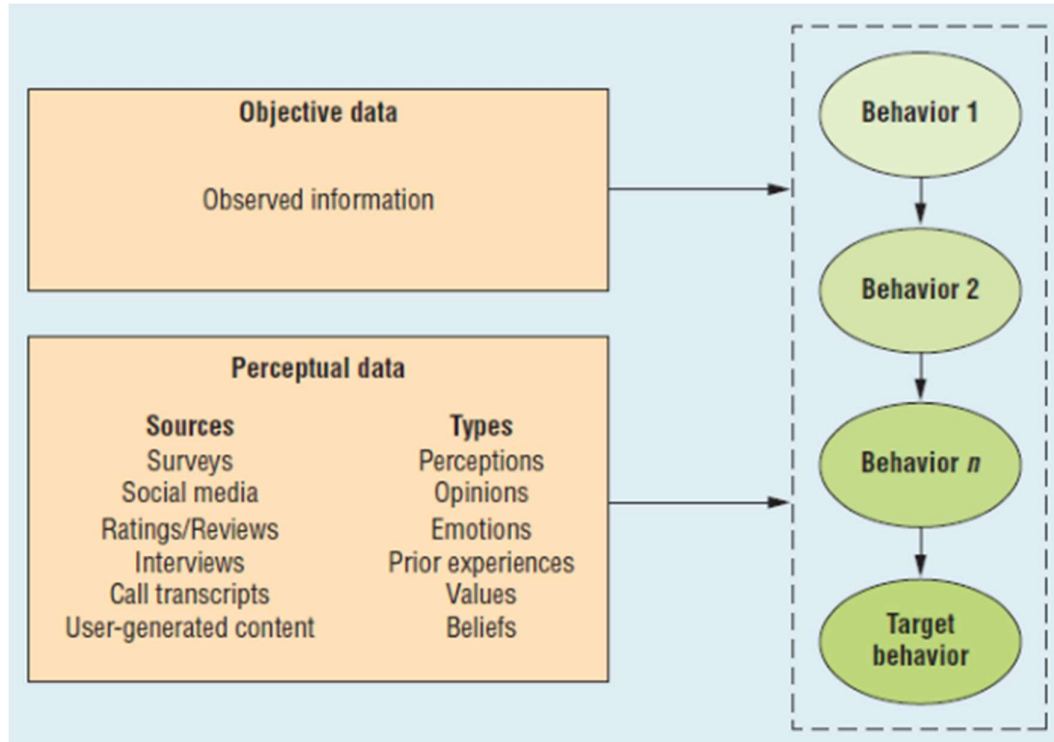 Objective data
Observed information
Perceptual data
Sources
Surveys
Social media
Ratings/Reviews
Interviews
Call transcripts
User-generated content
Types
Perceptions
Opinions
Emotions
Prior experiences
Values
Beliefs
Behavior 1
Behavior 2
Behavior n
Target
behavior